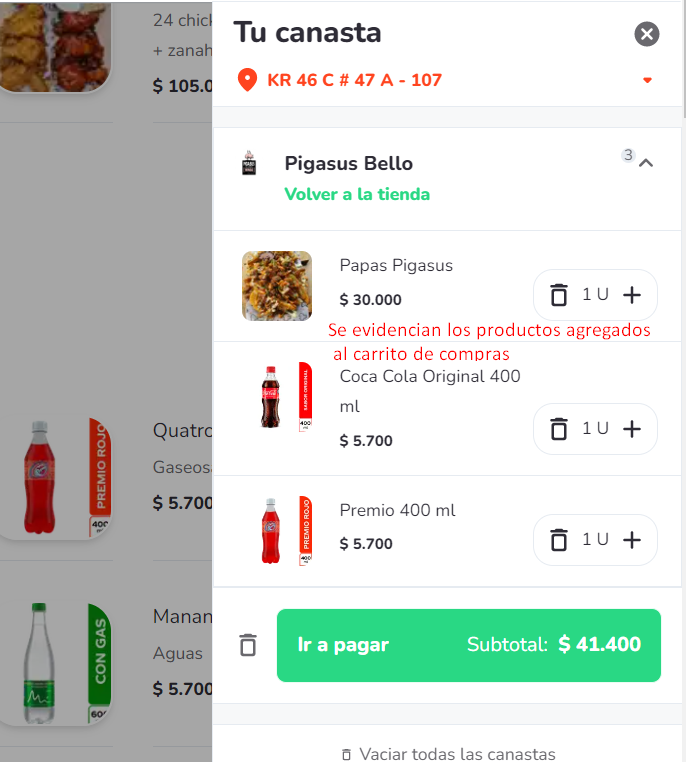 24 chick
+ zanah
$ 105.0
Quatro
Gaseosa
$ 5.700
PREMIO ROJO
400
Manan
Aguas
$ 5.700
CON GAS
600
Tu canasta
KR 46 C # 47 A - 107
Pigasus Bello
3
Volver a la tienda
Papas Pigasus
$ 30.000
1 U
Se evidencian los productos agregados
al carrito de compras
Coca Cola Original 400
ml
$ 5.700
1 U
SABOR ORIGINAL
400
Premio 400 ml
$ 5.700
1 U
PREMIO ROJO
400
Ir a pagar
Subtotal: $ 41.400
Vaciar todas las canastas